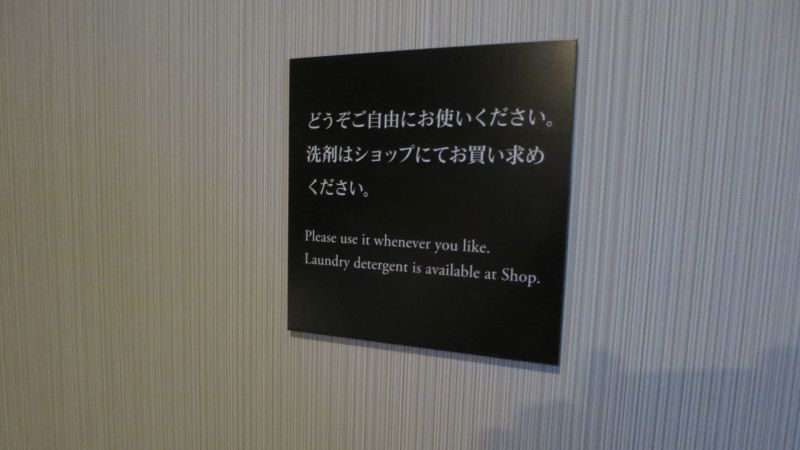 どうぞご自由にお使いください。
洗剤はショップにてお買い求め
ください。
Please use it whenever you like.
Laundry detergent is available at Shop.